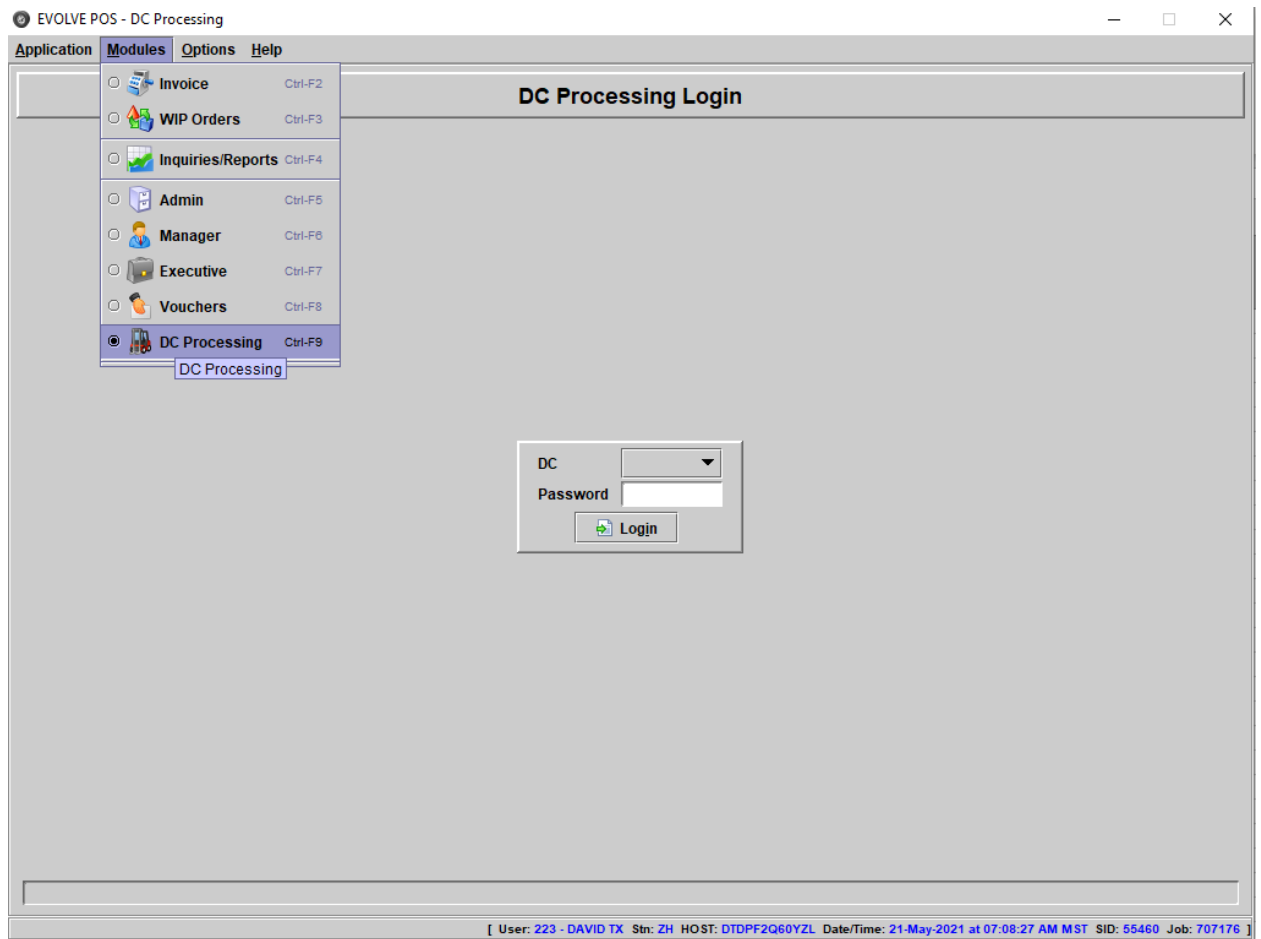 EVOLVE POS - DC Processing
Application Modules Options Help
DC Processing Login
Invoice Ctrl-F2
WIP Orders Ctrl-F3
Inquiries/Reports Ctrl-F4
Admin Ctrl-F5
Manager Ctrl-F6
Executive Ctrl-F7
Vouchers Ctrl-F8
DC Processing Ctrl-F9
DC Processing
DC
Password
Login
[ User: 223 - DAVID TX Stn: ZH HOST: DTDPF2Q60YZL Date/Time: 21-May-2021 at 07:08:27 AM MST SID: 55460 Job: 707176 ]